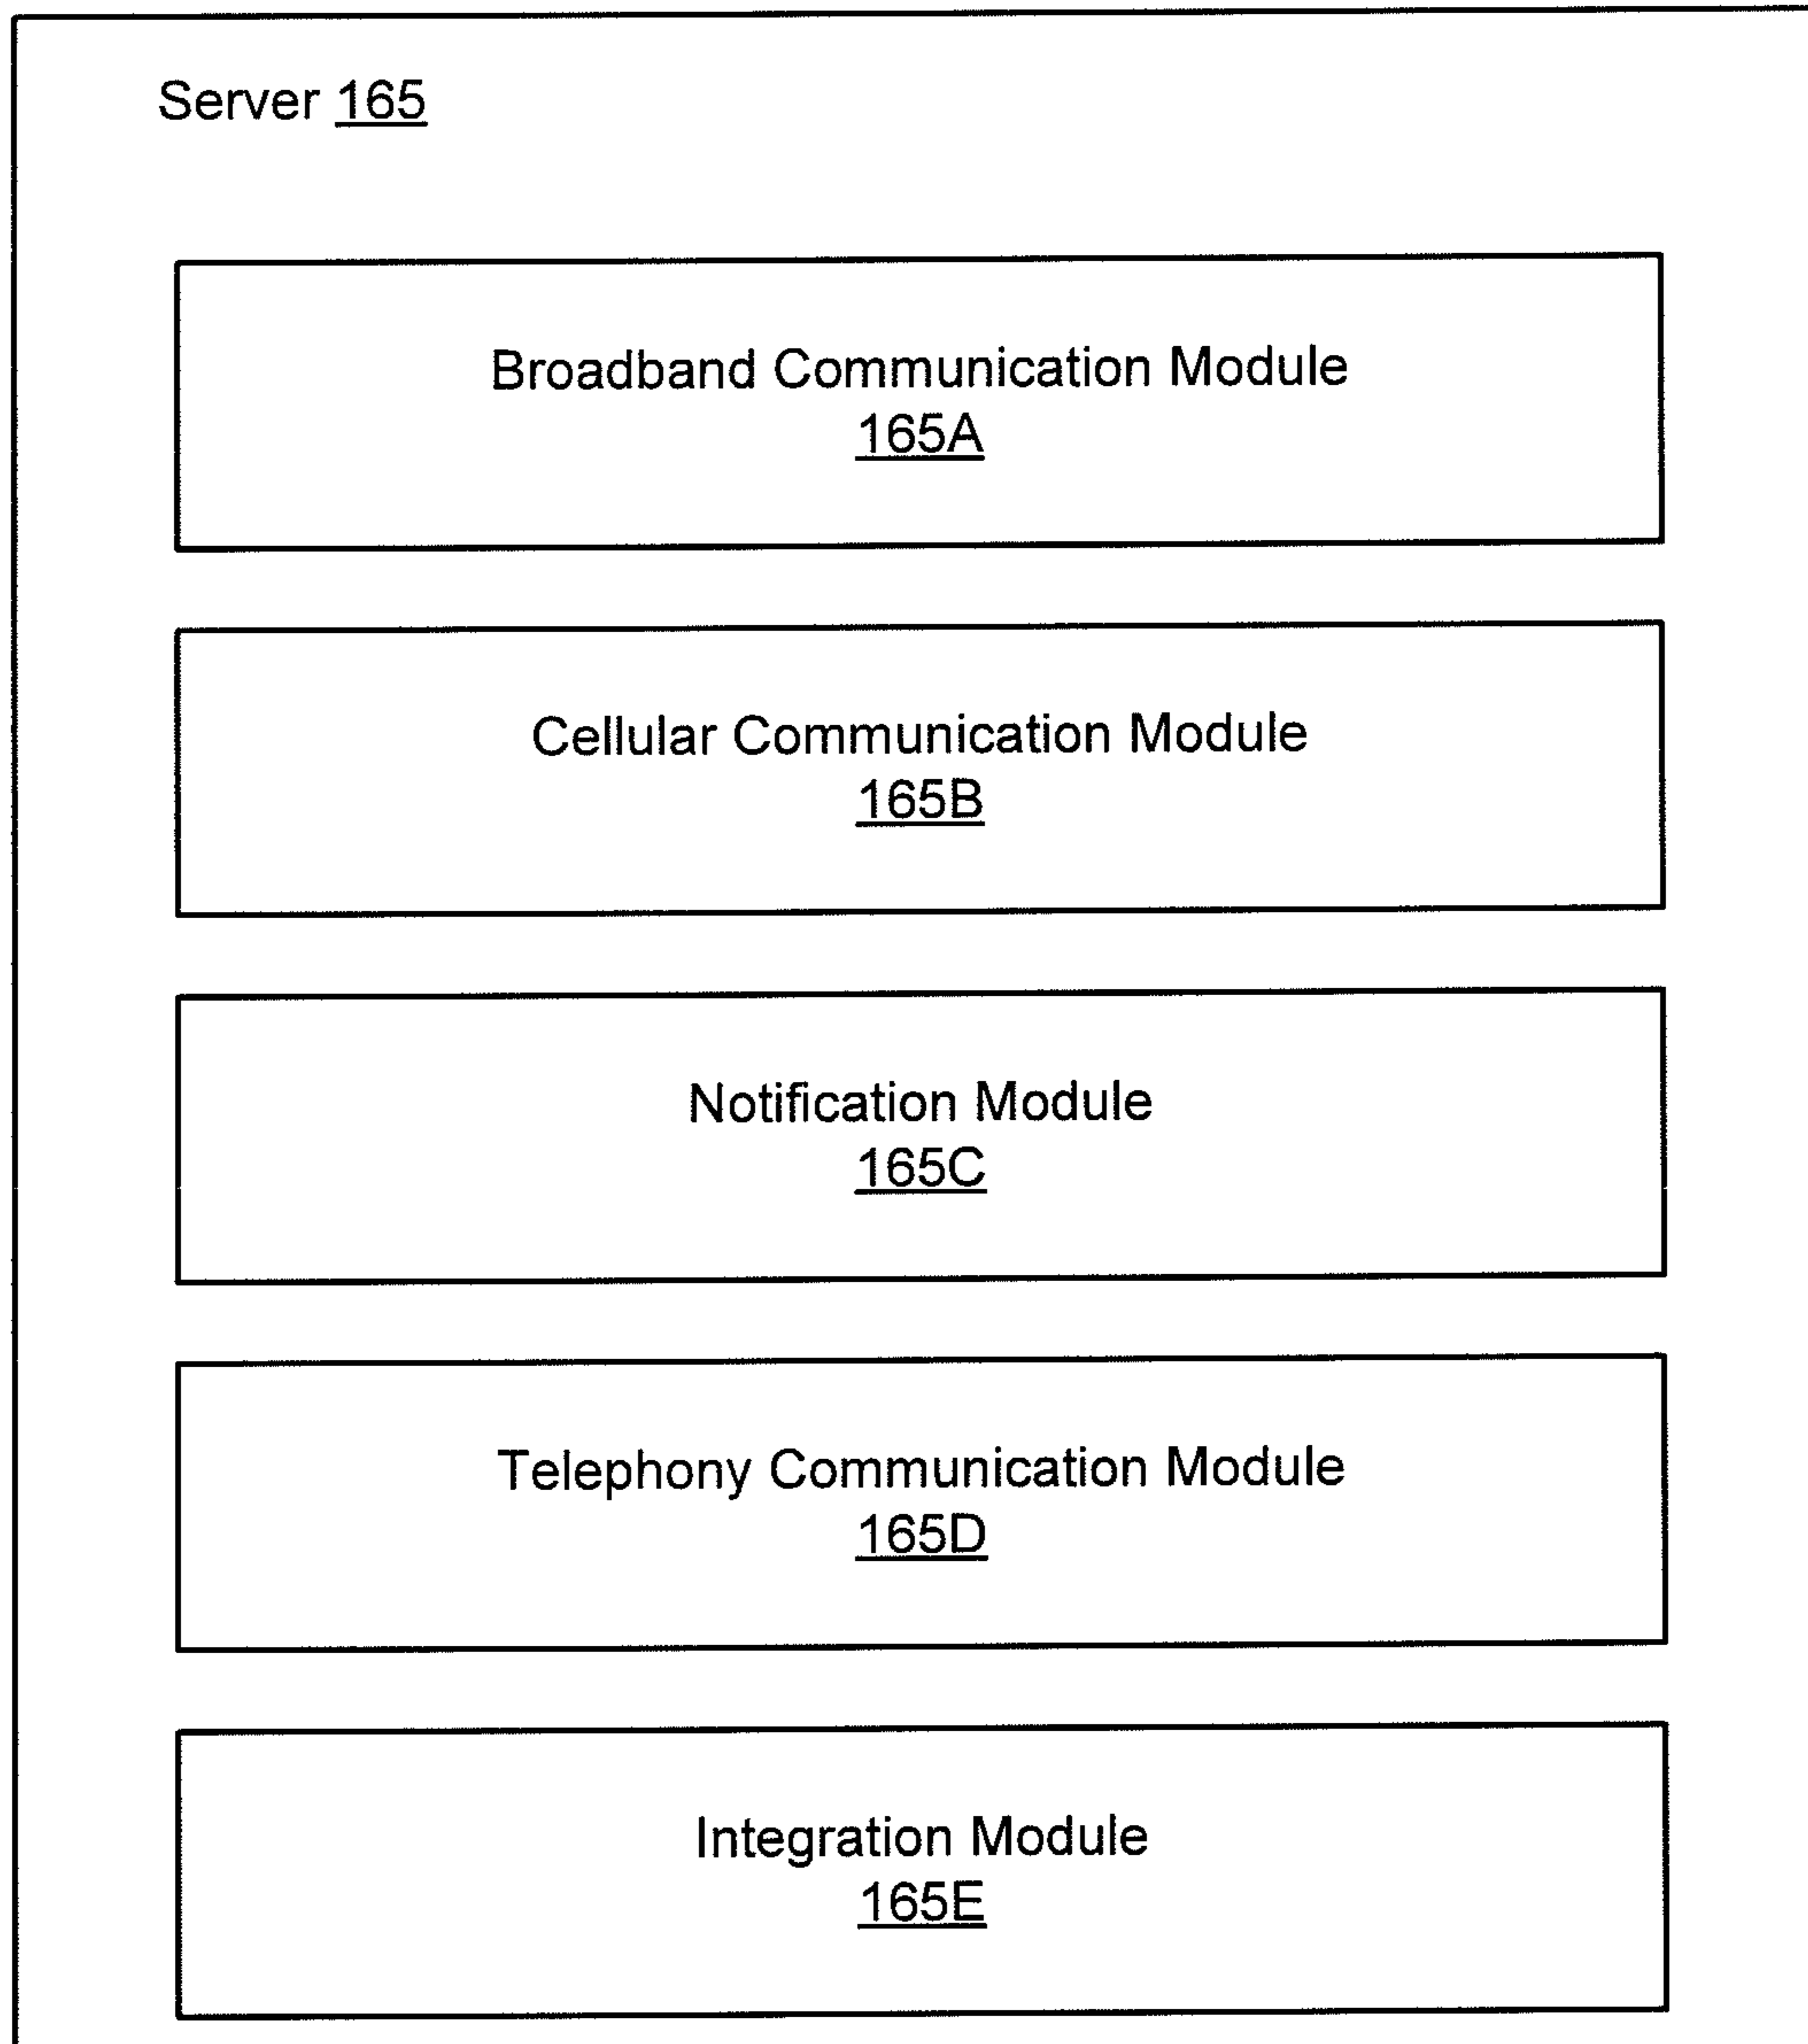 Server 165
Broadband Communication Module
165A
Cellular Communication Module
165B
Notification Module
165C
Telephony Communication Module
165D
Integration Module
165E